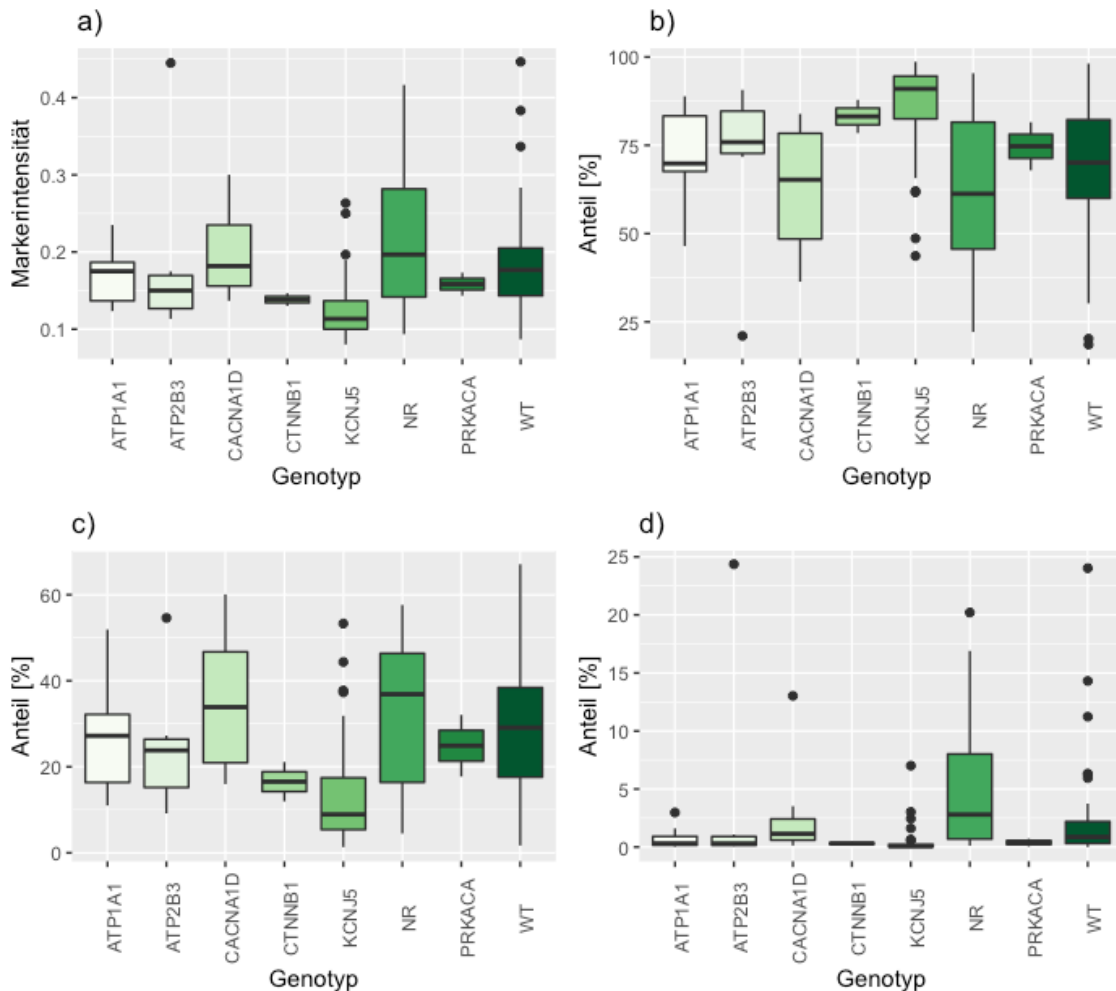 a)
Markerintensität
0.4
0.3
0.2
0.1
ATP1A1
ATP2B3
CACNA1D
CTNNB1
KCNJ5
NR
PRKACA
WT
Genotyp
b)
Anteil [%]
100
75
50
25
ATP1A1
ATP2B3
CACNA1D
CTNNB1
KCNJ5
NR
PRKACA
WT
Genotyp
c)
Anteil [%]
60
40
20
0
ATP1A1
ATP2B3
CACNA1D
CTNNB1
KCNJ5
NR
PRKACA
WT
Genotyp
d)
Anteil [%]
25
20
15
10
5
0
ATP1A1
ATP2B3
CACNA1D
CTNNB1
KCNJ5
NR
PRKACA
WT
Genotyp